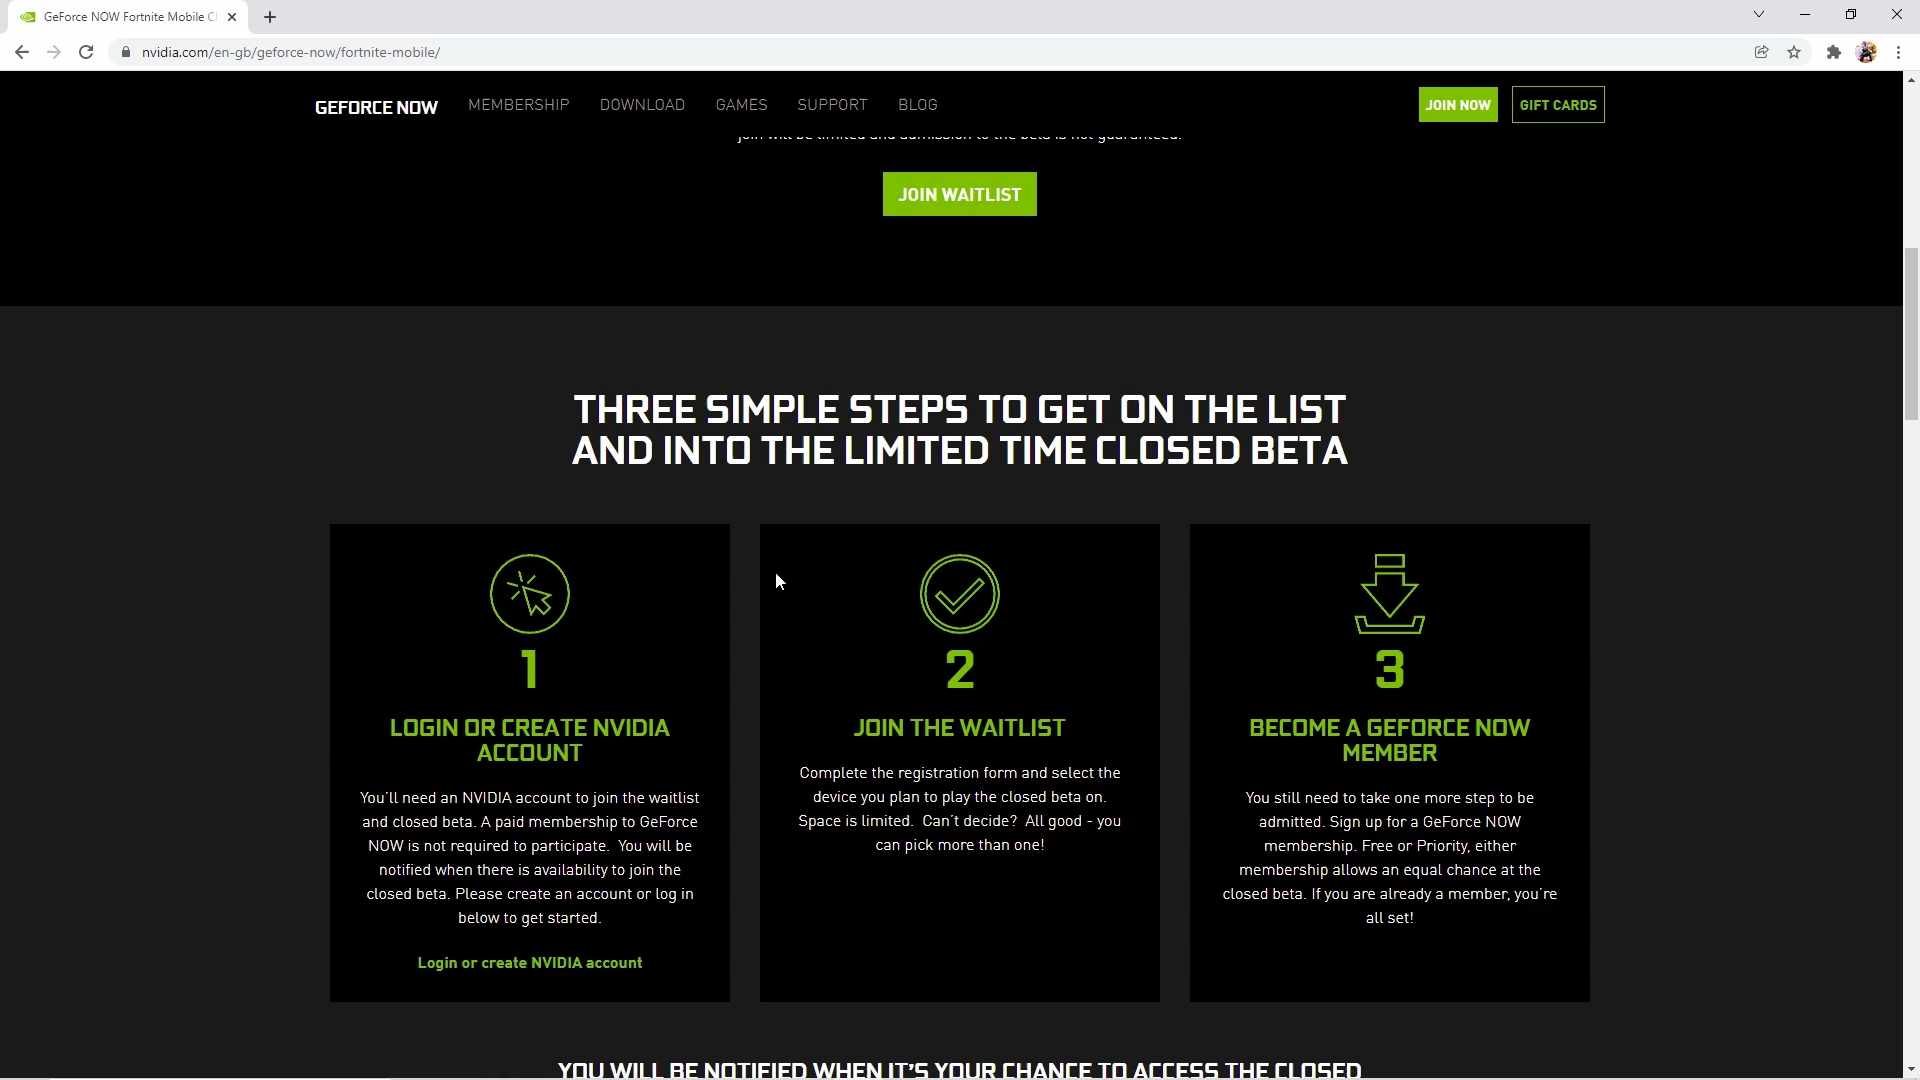 GeForce NOW Fortnite Mobile Cl
nvidia.com/en-gb/geforce-now/fortnite-mobile/
GEFORCE NOW MEMBERSHIP DOWNLOAD GAMES SUPPORT BLOG JOIN NOW GIFT CARDS
join will be limited and admission to the beta is not guaranteed.
JOIN WAITLIST
THREE SIMPLE STEPS TO GET ON THE LIST
AND INTO THE LIMITED TIME CLOSED BETA
1
LOGIN OR CREATE NVIDIA
ACCOUNT
You'll need an NVIDIA account to join the waitlist
and closed beta. A paid membership to GeForce
NOW is not required to participate. You will be
notified when there is availability to join the
closed beta. Please create an account or log in
below to get started.
Login or create NVIDIA account
2
JOIN THE WAITLIST
Complete the registration form and select the
device you plan to play the closed beta on.
Space is limited. Can't decide? All good - you
can pick more than one!
3
BECOME A GEFORCE NOW
MEMBER
You still need to take one more step to be
admitted. Sign up for a GeForce NOW
membership. Free or Priority, either
membership allows an equal chance at the
closed beta. If you are already a member, you're
all set!
YOU WILL BE NOTIFIED WHEN IT'S YOUR CHANCE TO ACCESS THE CLOSED